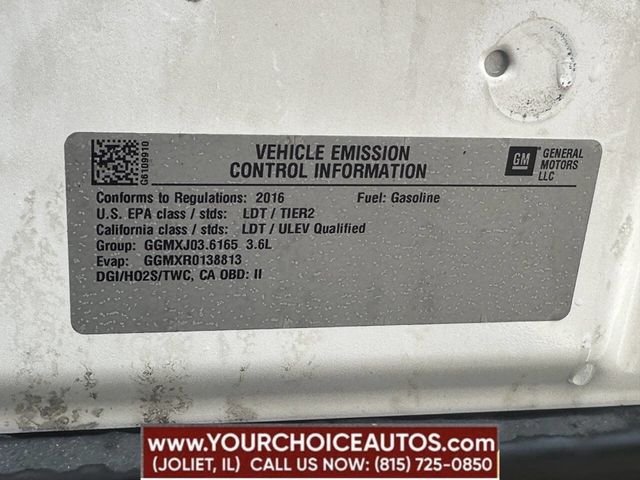 G6109910
VEHICLE EMISSION
CONTROL INFORMATION
GM
GENERAL
MOTORS
LLC
Conforms to Regulations: 2016 Fuel: Gasoline
U.S. EPA class / stds: LDT / TIER2
California class / stds: LDT / ULEV Qualified
Group: GGMXJ03.6165 3.6L
Evap: GGMXR0138813
DGI/HO2S/TWC, CA OBD: II
WWW.YOURCHOICEAUTOS.COM
(JOLIET, IL) CALL US NOW: (815) 725-0850